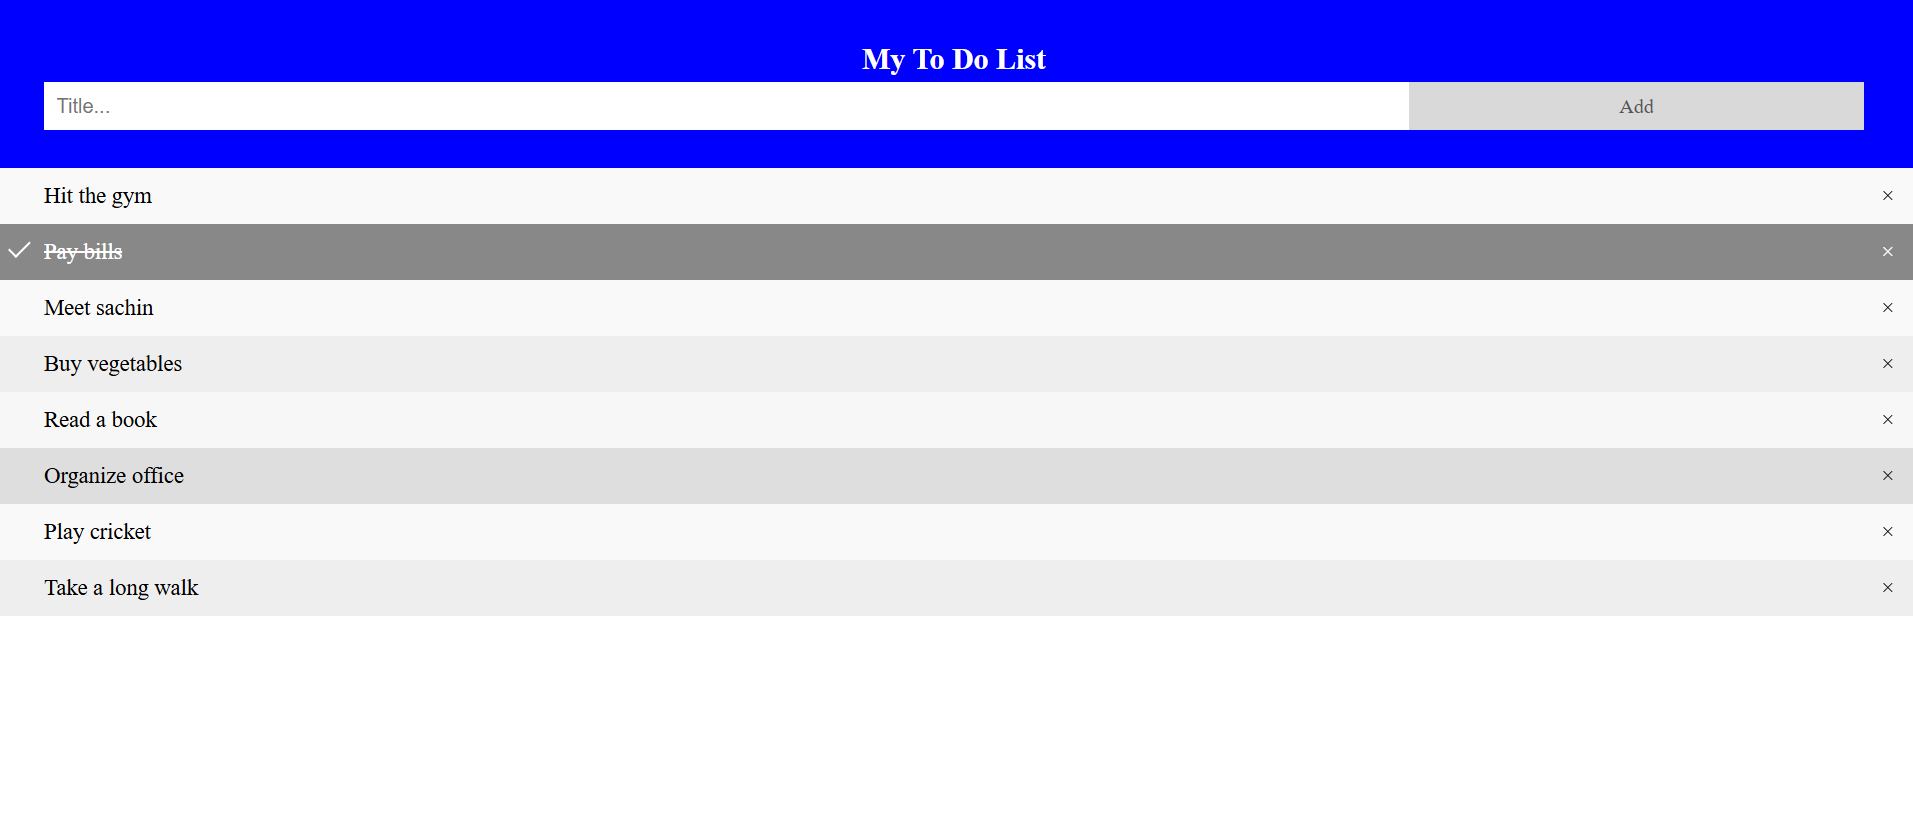 My To Do List
Title...
Add
Hit the gym ×
Pay bills ×
Meet sachin ×
Buy vegetables ×
Read a book ×
Organize office ×
Play cricket ×
Take a long walk ×